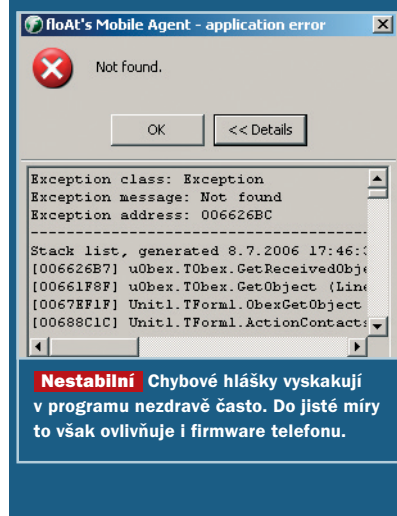 floAt's Mobile Agent - application error
Not found.
OK
<< Details
Exception class: Exception
Exception message: Not found
Exception address: 006626BC
Stack list, generated 8.7.2006 17:46:
[006626B7] uObex.TObex.GetReceivedObje
[00661F8F] uObex.TObex.GetObject (Line
[0067EF1F] Unit1.TForm1.ObexGetObject
[00688C1C] Unit1.TForm1.ActionContacts
Nestabilní Chybové hlášky vyskakují
v programu nezdravě často. Do jisté míry
to však ovlivňuje i firmware telefonu.